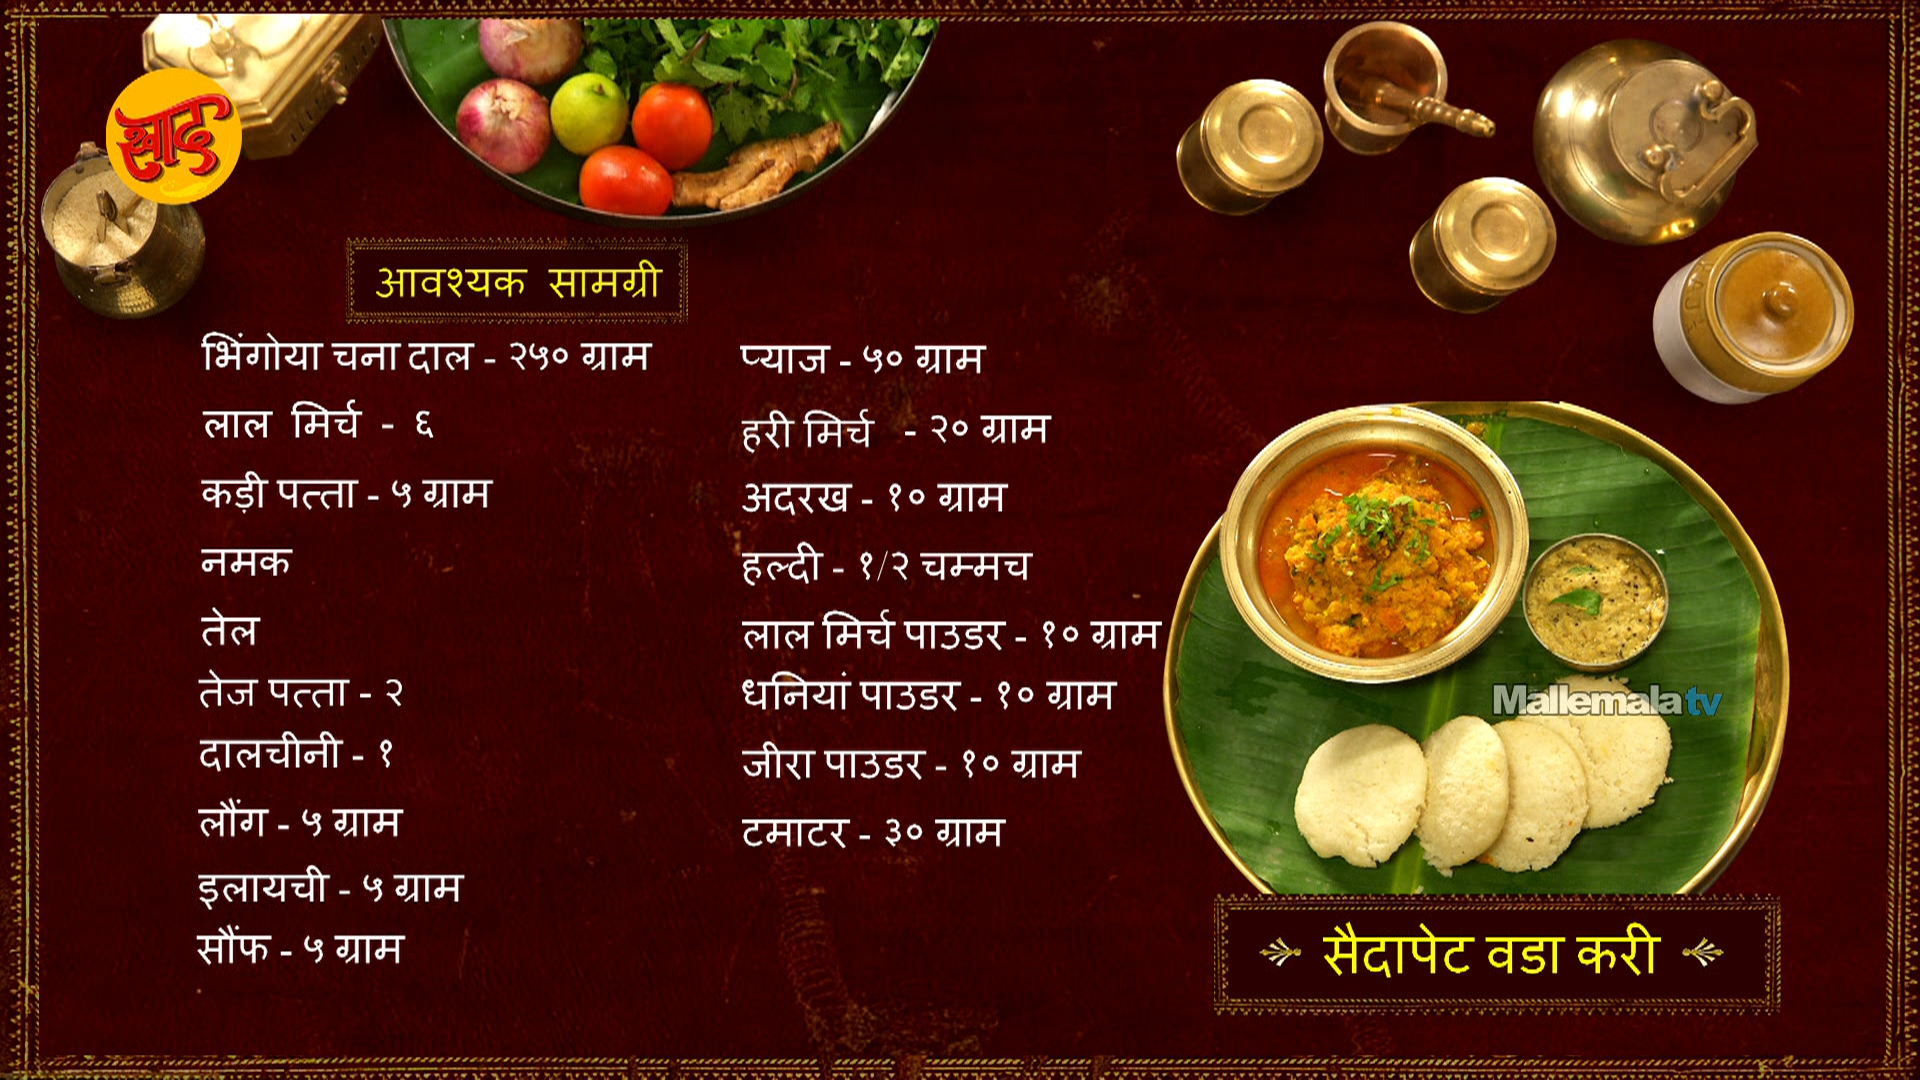 स्वाद
आवश्यक सामग्री
भिंगोया चना दाल - २५० ग्राम
लाल मिर्च - ६
कड़ी पत्ता - ५ ग्राम
नमक
तेल
तेज पत्ता - २
दालचीनी - १
लौंग - ५ ग्राम
इलायची - ५ ग्राम
सौंफ - ५ ग्राम
प्याज - ५० ग्राम
हरी मिर्च - २० ग्राम
अदरख - १० ग्राम
हल्दी - १/२ चम्मच
लाल मिर्च पाउडर - १० ग्राम
धनियां पाउडर - १० ग्राम
जीरा पाउडर - १० ग्राम
टमाटर - ३० ग्राम
Mallemalatv
सैदापेट वडा करी